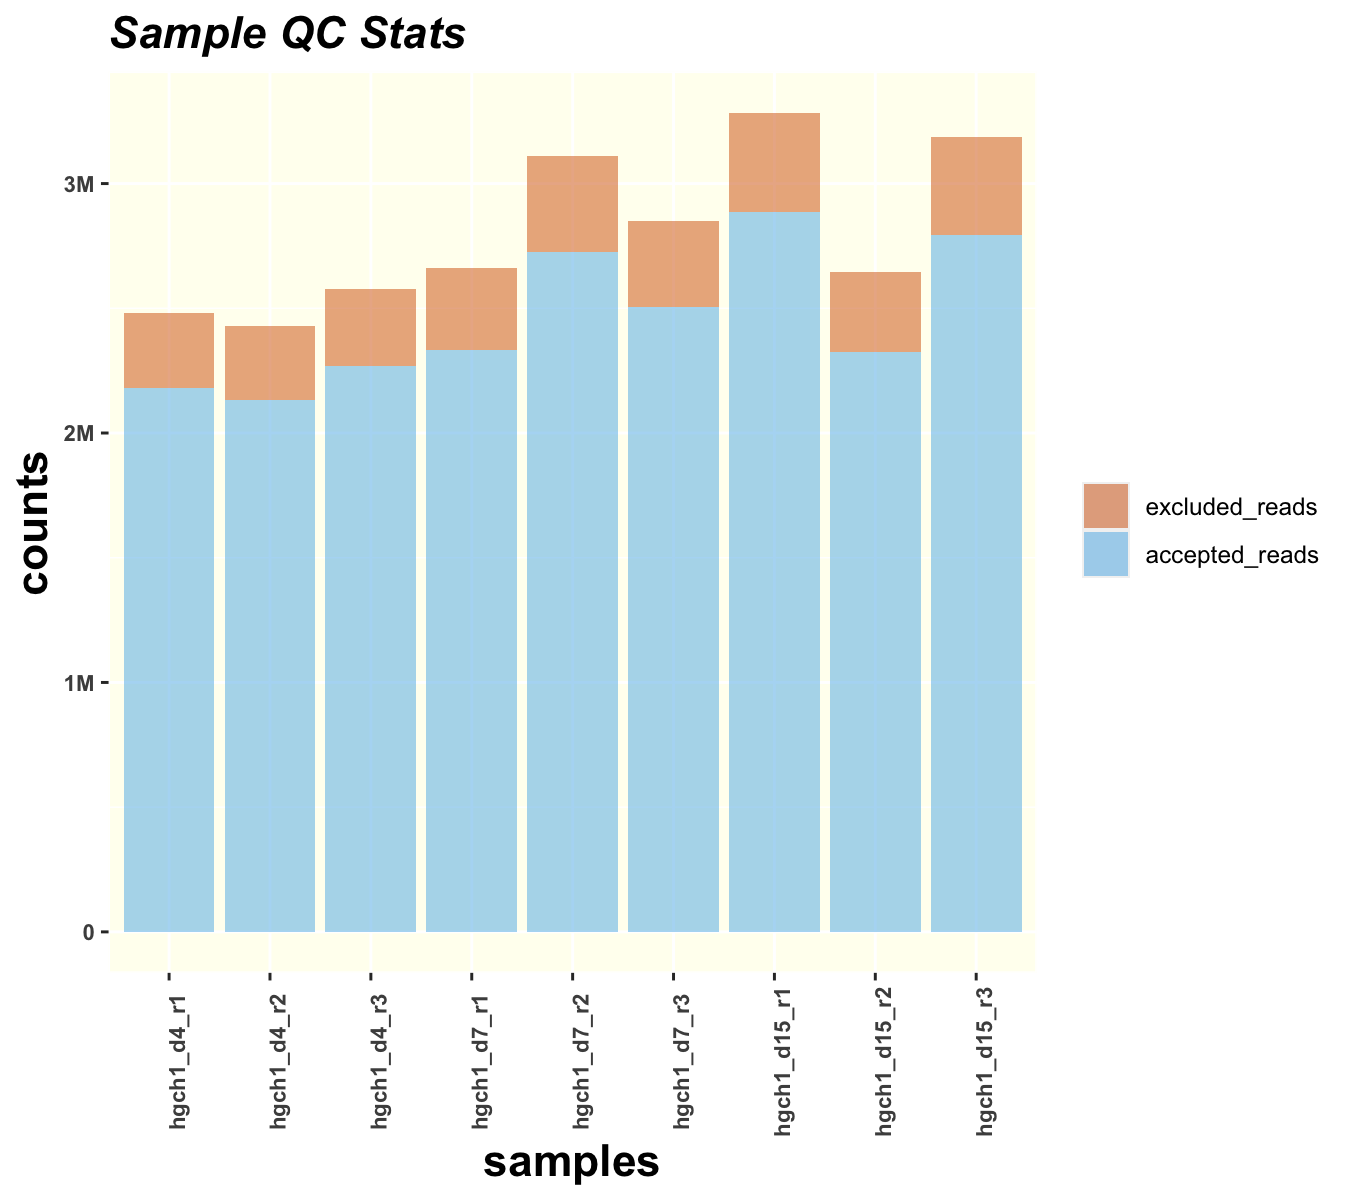 Sample QC Stats
counts
3M
2M
1M
0
hgch1_d4_r1
hgch1_d4_r2
hgch1_d4_r3
hgch1_d7_r1
hgch1_d7_r2
hgch1_d7_r3
hgch1_d15_r1
hgch1_d15_r2
hgch1_d15_r3
samples
excluded_reads
accepted_reads